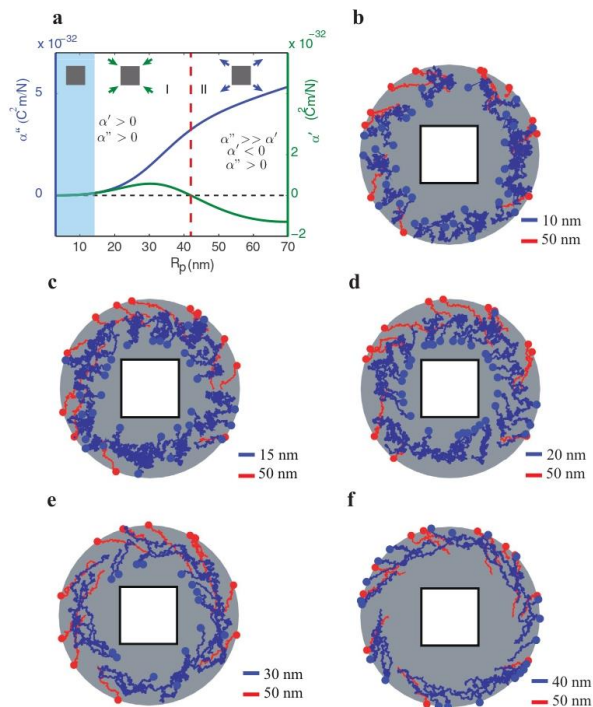 a
x 10⁻³²
x 10⁻³²
I
II
5
α" (C²m/N)
α' > 0
α" > 0
α" >> α'
α' < 0
α" > 0
2
0
0
-2
α' (C²m/N)
10 20 30 40 50 60 70
Rp(nm)
b
10 nm
50 nm
c
15 nm
50 nm
d
20 nm
50 nm
e
30 nm
50 nm
f
40 nm
50 nm